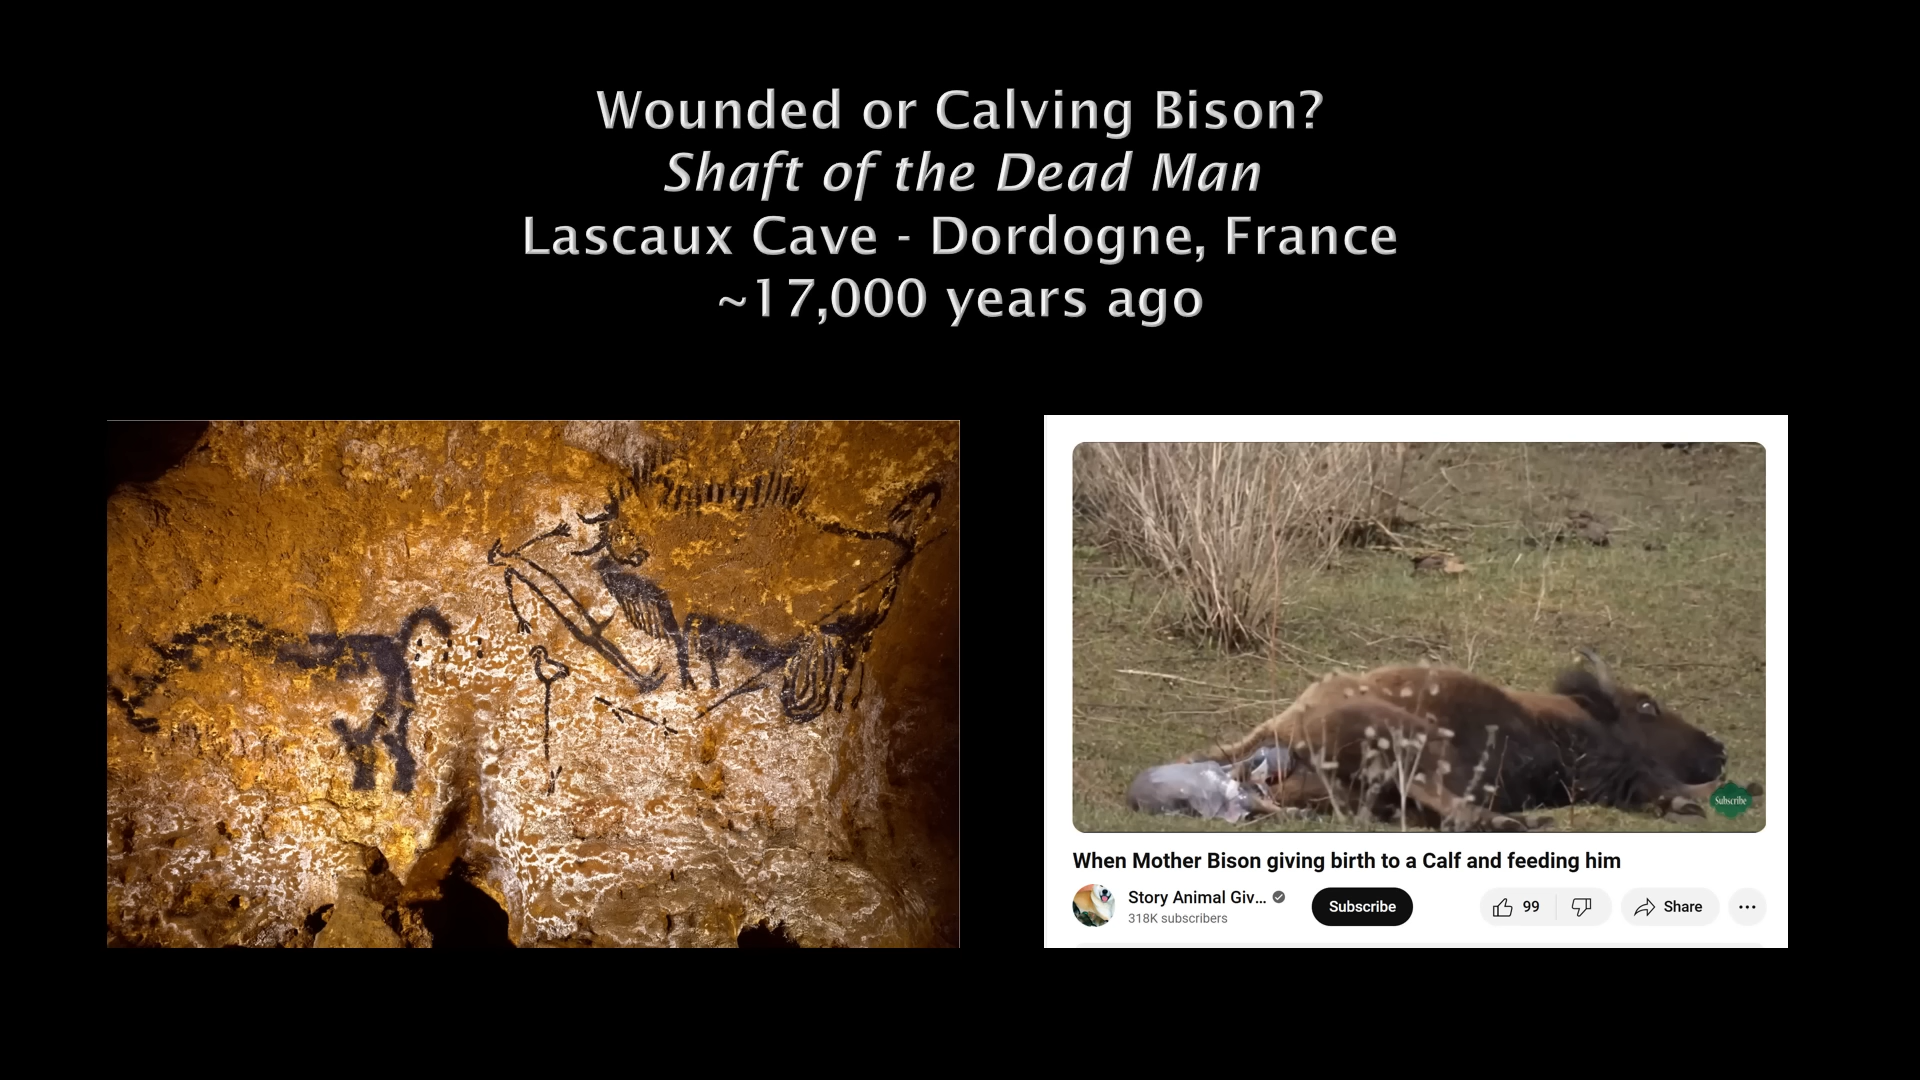 Wounded or Calving Bison?
Shaft of the Dead Man
Lascaux Cave - Dordogne, France
~17,000 years ago
Subscribe
When Mother Bison giving birth to a Calf and feeding him
Story Animal Giv...
318K subscribers
Subscribe
99
Share